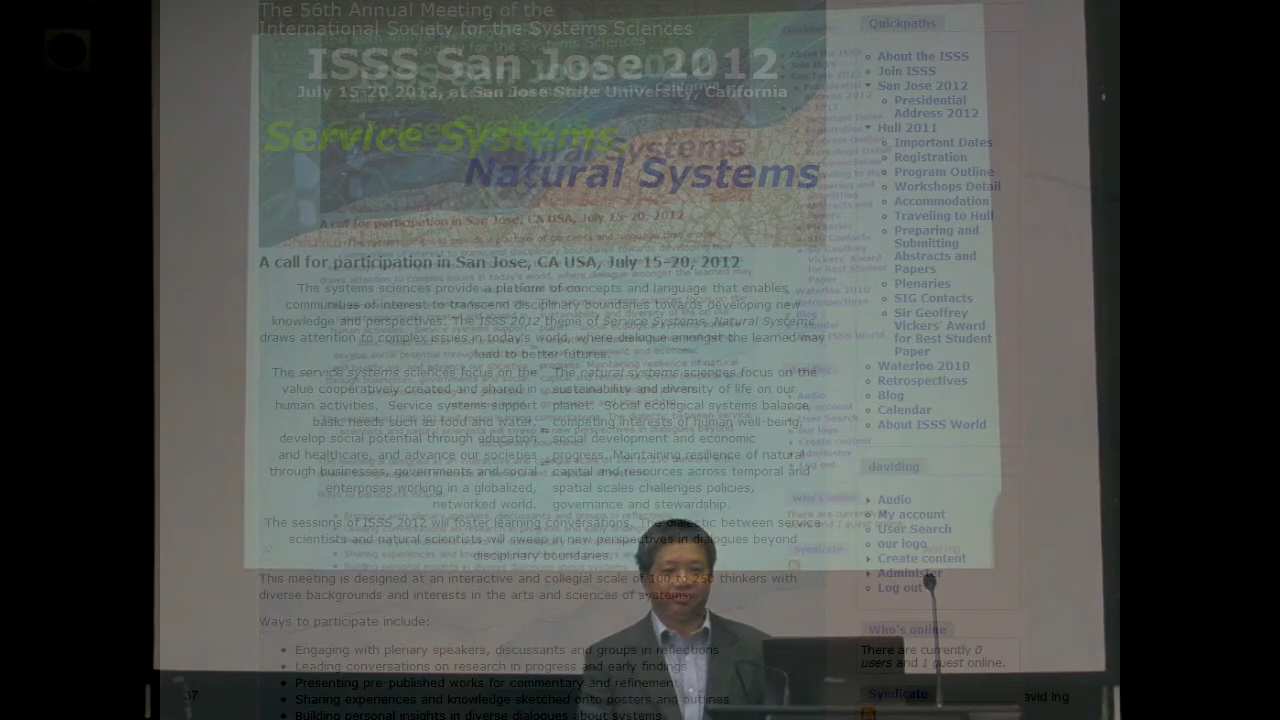 The 56th Annual Meeting of the
International Society for the Systems Sciences
ISSS San Jose 2012
July 15-20 2012, at San Jose State University, California
Service Systems,
Natural Systems
A call for participation in San Jose, CA USA, July 15-20, 2012
The systems sciences provide a platform of concepts and language that enables
communities of interest to transcend disciplinary boundaries towards developing new
knowledge and perspectives. The ISSS 2012 theme of Service Systems, Natural Systems
draws attention to complex issues in today's world, where dialogue amongst the learned may
lead to better futures.
The service systems sciences focus on the
value cooperatively created and shared in
human activities. Service systems support
basic needs such as food and water,
develop social potential through education
and healthcare, and advance our societies
through businesses, governments and social
enterprises working in a globalized,
networked world.
The natural systems sciences focus on the
sustainability and diversity of life on our
planet. Social ecological systems balance
competing interests of human well-being,
social development and economic
progress. Maintaining resilience of natural
capital and resources across temporal and
spatial scales challenges policies,
governance and stewardship.
The sessions of ISSS 2012 will foster learning conversations. The dialectic between service
scientists and natural scientists will sweep in new perspectives in dialogues beyond
disciplinary boundaries.
This meeting is designed at an interactive and collegial scale of 100 to 250 thinkers with
diverse backgrounds and interests in the arts and sciences of systems.
Ways to participate include:
Engaging with plenary speakers, discussants and groups in reflections
Leading conversations on research in progress and early findings
Presenting pre-published works for commentary and refinement
Sharing experiences and knowledge sketched onto posters and outlines
Building personal insights in diverse dialogues about systems
Quickpaths
About the ISSS
Join ISSS
San Jose 2012
Presidential
Address 2012
Hull 2011
Important Dates
Registration
Program Outline
Workshops Detail
Accommodation
Traveling to Hull
Preparing and
Submitting
Abstracts and
Papers
Plenaries
SIG Contacts
Sir Geoffrey
Vickers' Award
for Best Student
Paper
Waterloo 2010
Retrospectives
Blog
Calendar
About ISSS World
daviding
Audio
My account
User Search
our logo
Create content
Administer
Log out
Who's online
There are currently 0
users and 1 guest online.
Syndicate
37
avid Ing